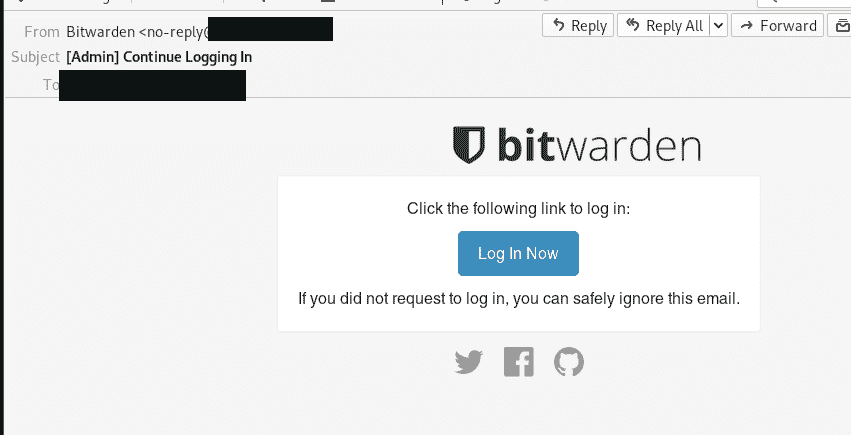 Reply
Reply All
Forward
From Bitwarden <no-reply@
Subject [Admin] Continue Logging In
To
bitwarden
Click the following link to log in:
Log In Now
If you did not request to log in, you can safely ignore this email.